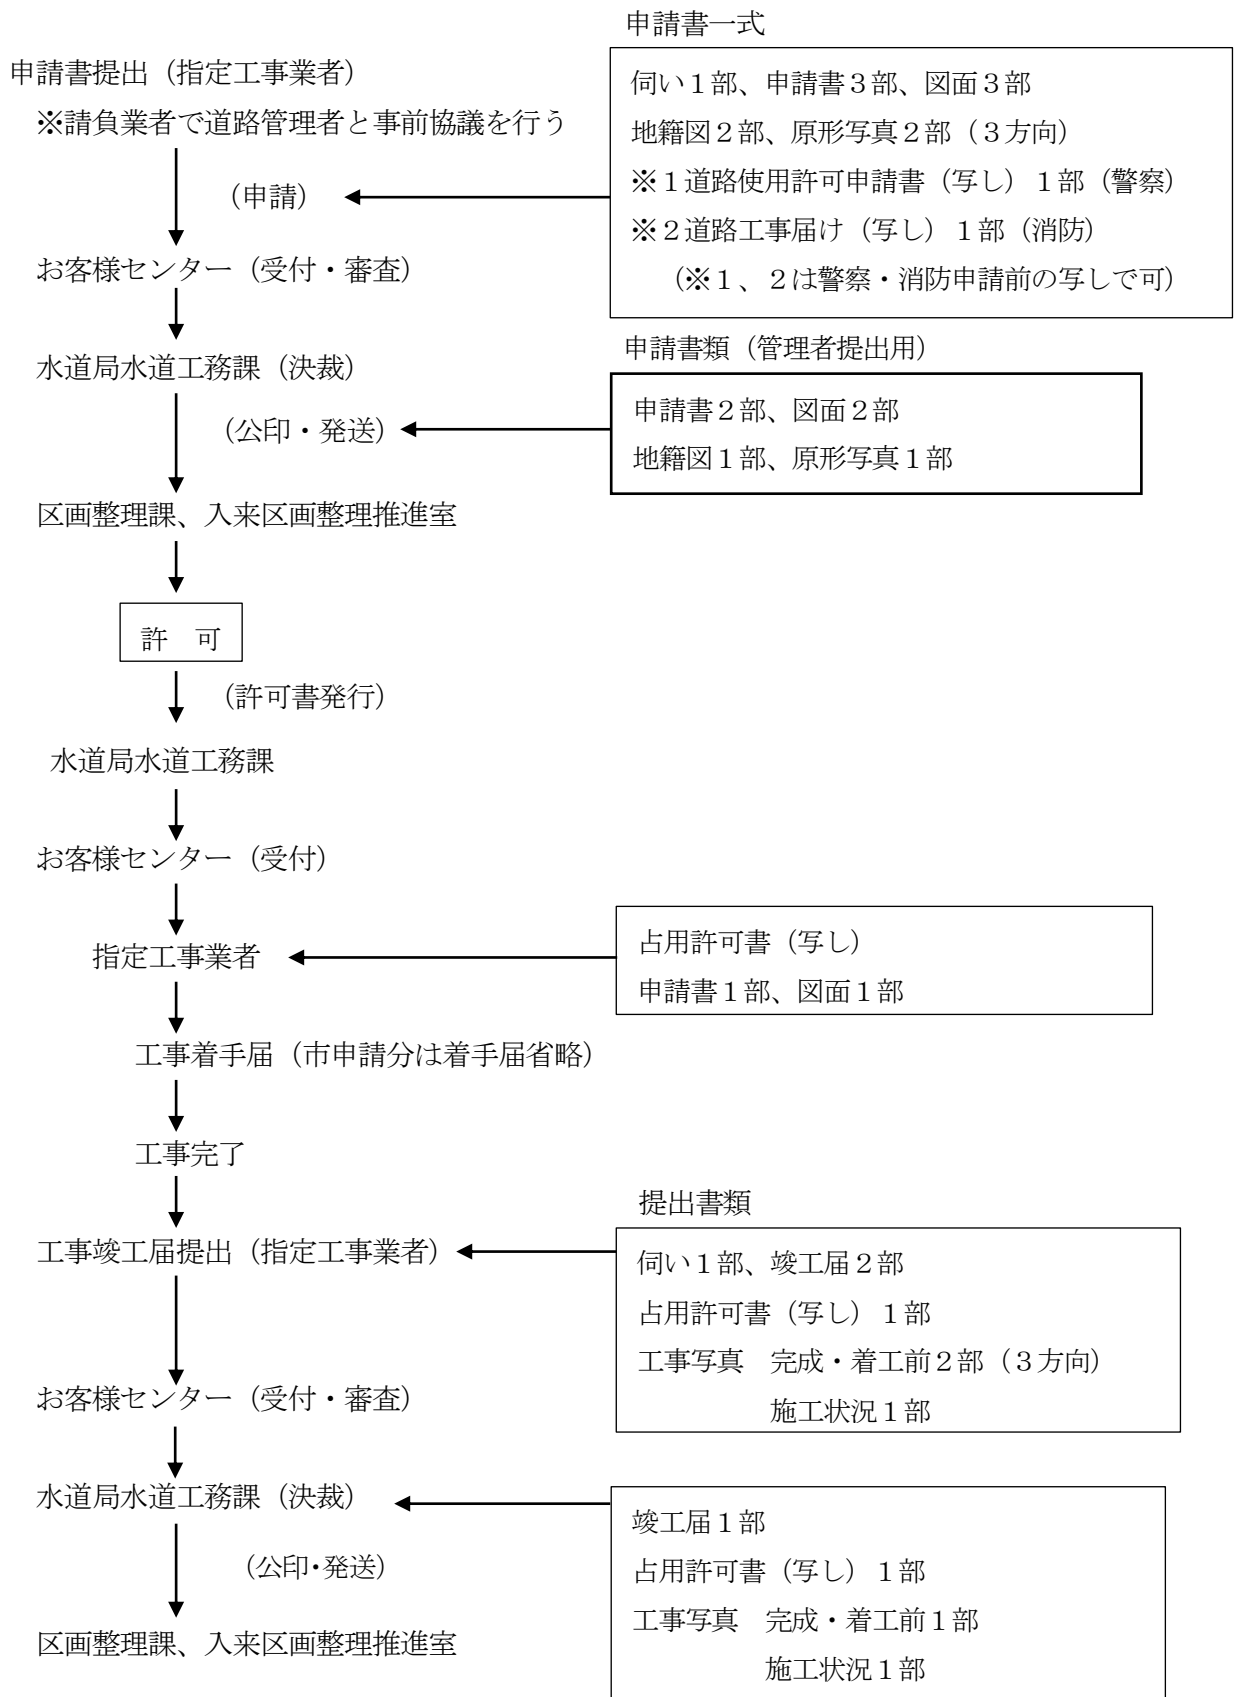 申請書一式
申請書提出（指定工事業者）
※請負業者で道路管理者と事前協議を行う
伺い１部、申請書３部、図面３部
地籍図２部、原形写真２部（３方向）
※１道路使用許可申請書（写し）１部（警察）
※２道路工事届け（写し）１部（消防）
（※１、２は警察・消防申請前の写しで可）
（申請）
お客様センター（受付・審査）
申請書類（管理者提出用）
水道局水道工務課（決裁）
申請書２部、図面２部
地籍図１部、原形写真１部
（公印・発送）
区画整理課、入来区画整理推進室
許　可
（許可書発行）
水道局水道工務課
お客様センター（受付）
指定工事業者
占用許可書（写し）
申請書１部、図面１部
工事着手届（市申請分は着手届省略）
工事完了
提出書類
工事竣工届提出（指定工事業者）
伺い１部、竣工届２部
占用許可書（写し）１部
工事写真　完成・着工前２部（３方向）
施工状況１部
お客様センター（受付・審査）
水道局水道工務課（決裁）
竣工届１部
占用許可書（写し）１部
工事写真　完成・着工前１部
施工状況１部
（公印・発送）
区画整理課、入来区画整理推進室